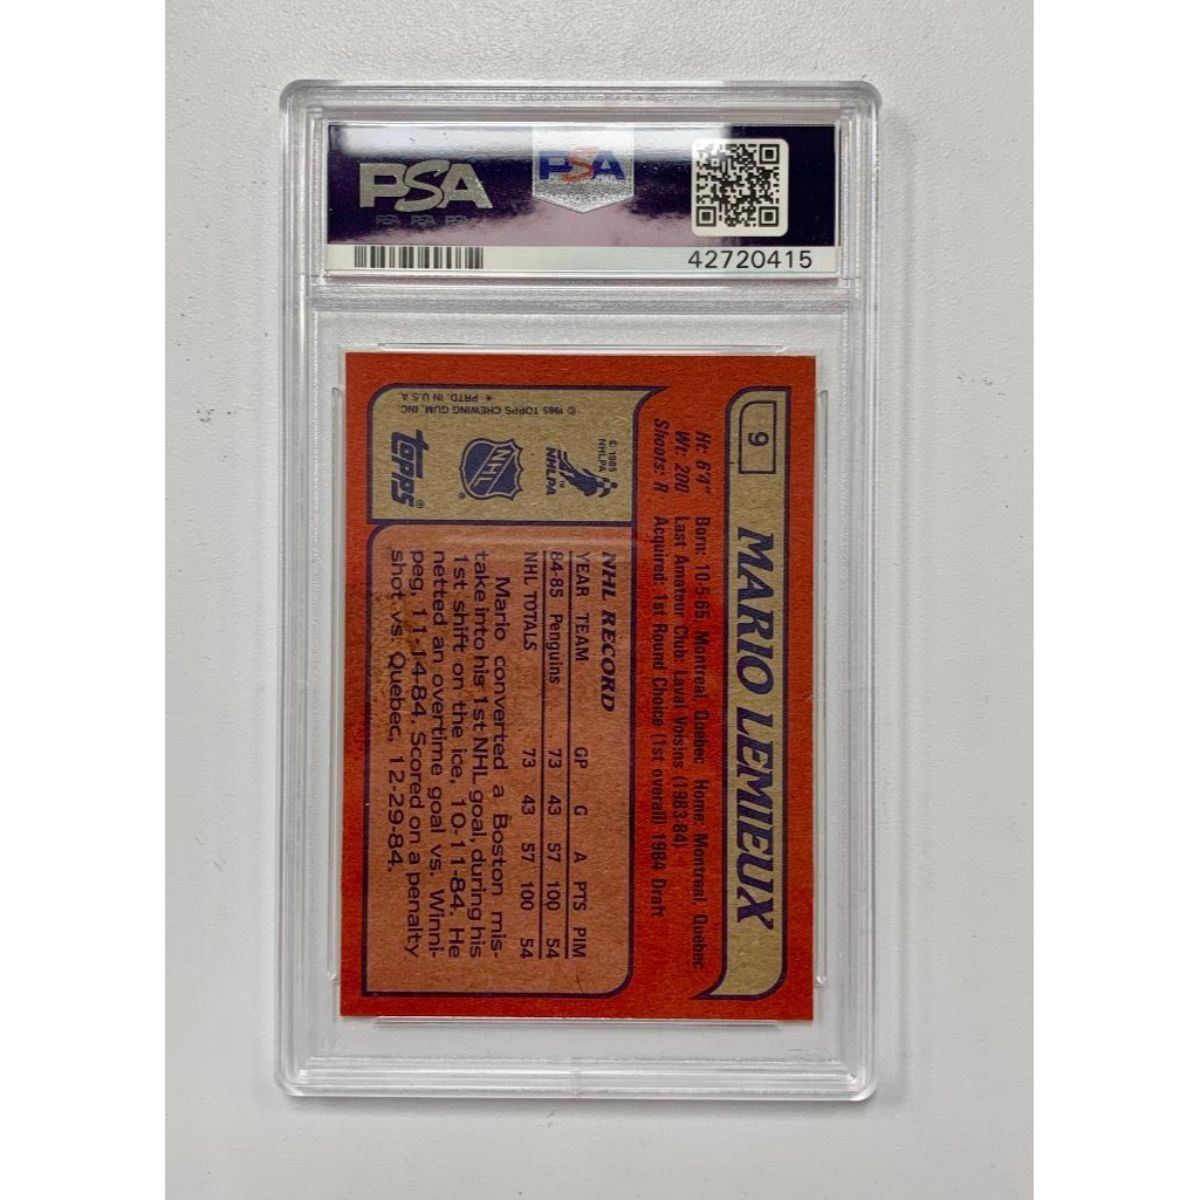 PSA
PSA
PSA PSA PSA
42720415
9
MARIO LEMIEUX
Ht: 6'4" Born: 10-5-65, Montreal, Quebec Home: Montreal, Quebec
Wt: 200 Last Amateur Club: Laval Voisins (1983-84)
Shoots: R Acquired: 1st Round Choice (1st overall) 1984 Draft
© 1985
NHLPA
NHLPA™
NHL®
topps®
© 1985 TOPPS CHEWING GUM, INC.
* PRTD. IN U.S.A.
NHL RECORD
YEAR TEAM GP G A PTS PIM
84-85 Penguins 73 43 57 100 54
NHL TOTALS 73 43 57 100 54
Mario converted a Boston mis-
take into his 1st NHL goal, during his
1st shift on the ice, 10-11-84. He
netted an overtime goal vs. Winni-
peg, 11-14-84. Scored on a penalty
shot vs. Quebec, 12-29-84.